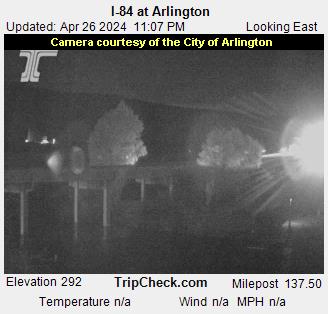 I-84 at Arlington
Updated: Apr 26 2024 11:07 PM Looking East
Camera courtesy of the City of Arlington
Elevation 292 TripCheck.com Milepost 137.50
Temperature n/a Wind n/a MPH n/a